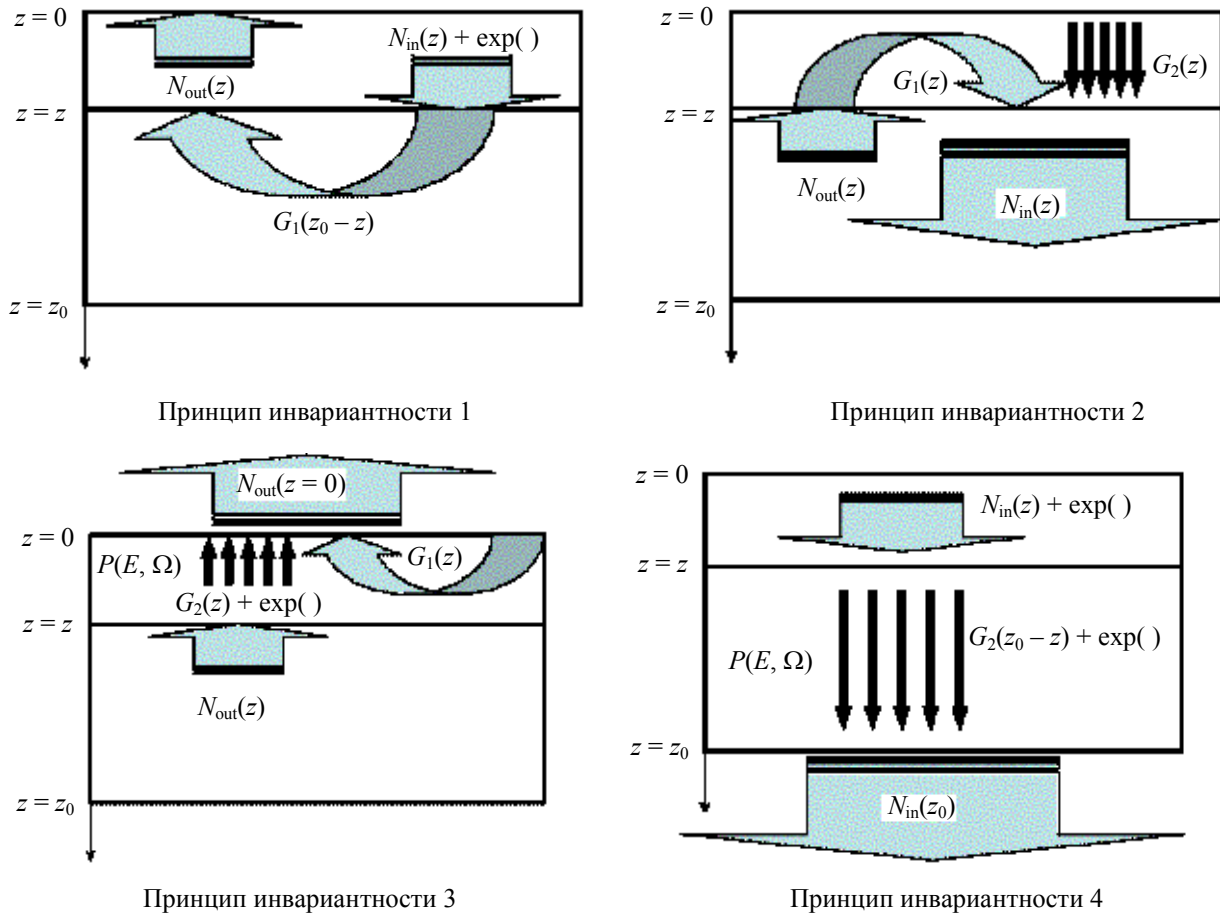 z = 0
N_out(z)
N_in(z) + exp( )
z = z
G_1(z_0 – z)
z = z_0
Принцип инвариантности 1
z = 0
G_1(z)
G_2(z)
z = z
N_out(z)
N_in(z)
z = z_0
Принцип инвариантности 2
N_out(z = 0)
z = 0
P(E, Ω)
G_1(z)
G_2(z) + exp( )
z = z
N_out(z)
z = z_0
Принцип инвариантности 3
z = 0
N_in(z) + exp( )
z = z
P(E, Ω)
G_2(z_0 – z) + exp( )
z = z_0
N_in(z_0)
Принцип инвариантности 4